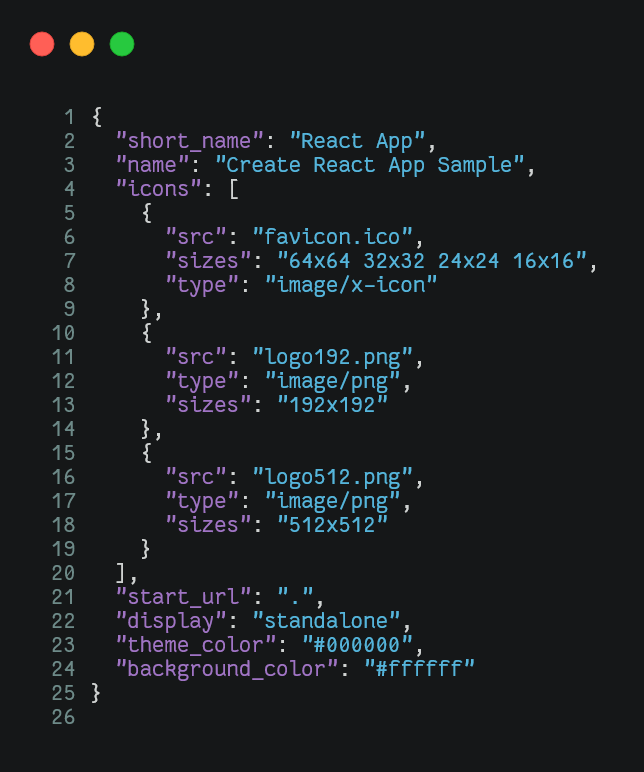 1 {
2   "short_name": "React App",
3   "name": "Create React App Sample",
4   "icons": [
5     {
6       "src": "favicon.ico",
7       "sizes": "64x64 32x32 24x24 16x16",
8       "type": "image/x-icon"
9     },
10     {
11       "src": "logo192.png",
12       "type": "image/png",
13       "sizes": "192x192"
14     },
15     {
16       "src": "logo512.png",
17       "type": "image/png",
18       "sizes": "512x512"
19     }
20   ],
21   "start_url": ".",
22   "display": "standalone",
23   "theme_color": "#000000",
24   "background_color": "#ffffff"
25 }
26